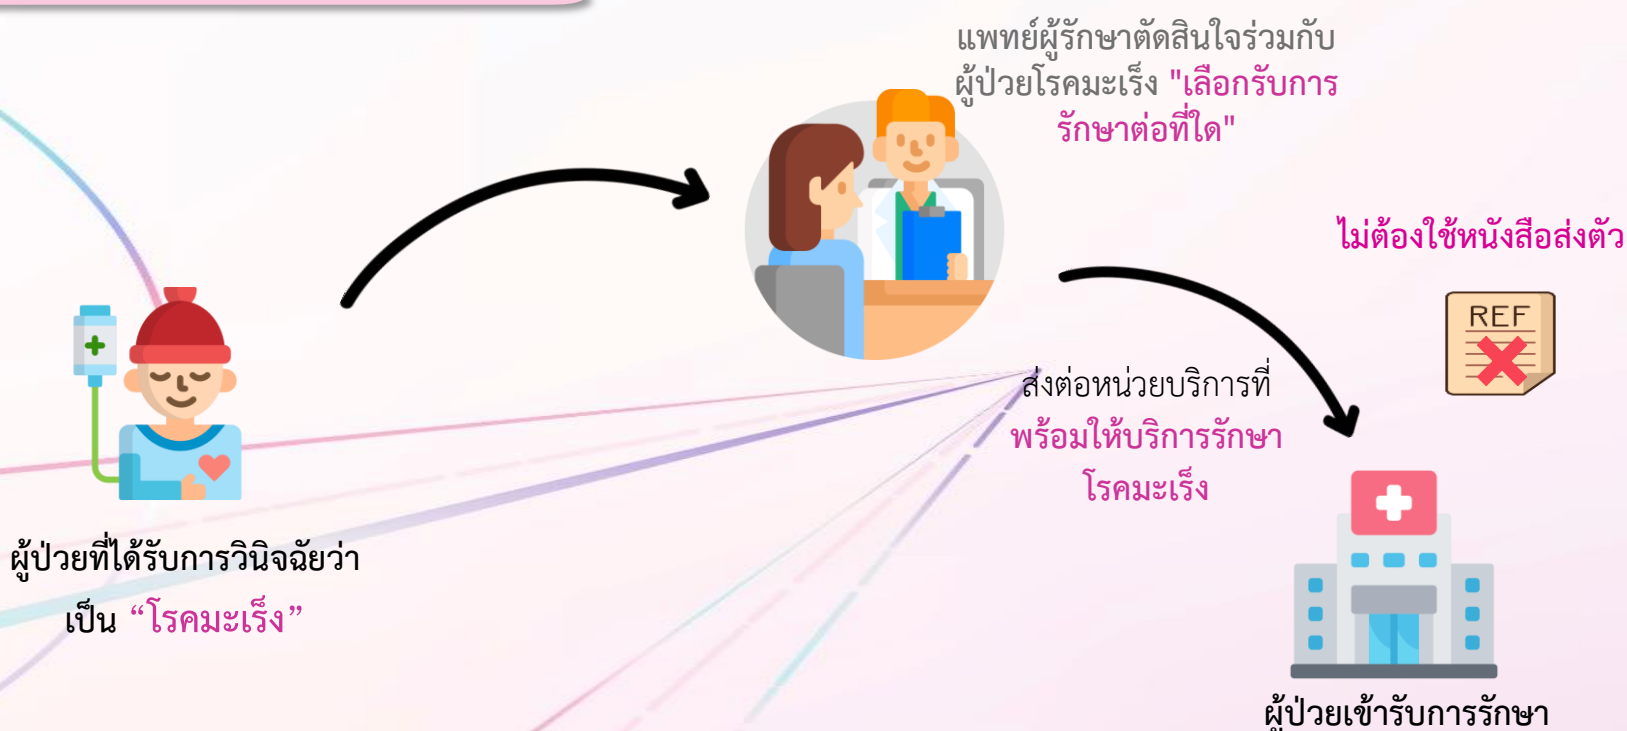 แพทย์ผู้รักษาตัดสินใจร่วมกับ
ผู้ป่วยโรคมะเร็ง "เลือกรับการ
รักษาต่อที่ใด"
ไม่ต้องใช้หนังสือส่งตัว
REF
ส่งต่อหน่วยบริการที่
พร้อมให้บริการรักษา
โรคมะเร็ง
ผู้ป่วยที่ได้รับการวินิจฉัยว่า
เป็น “โรคมะเร็ง”
ผู้ป่วยเข้ารับการรักษา